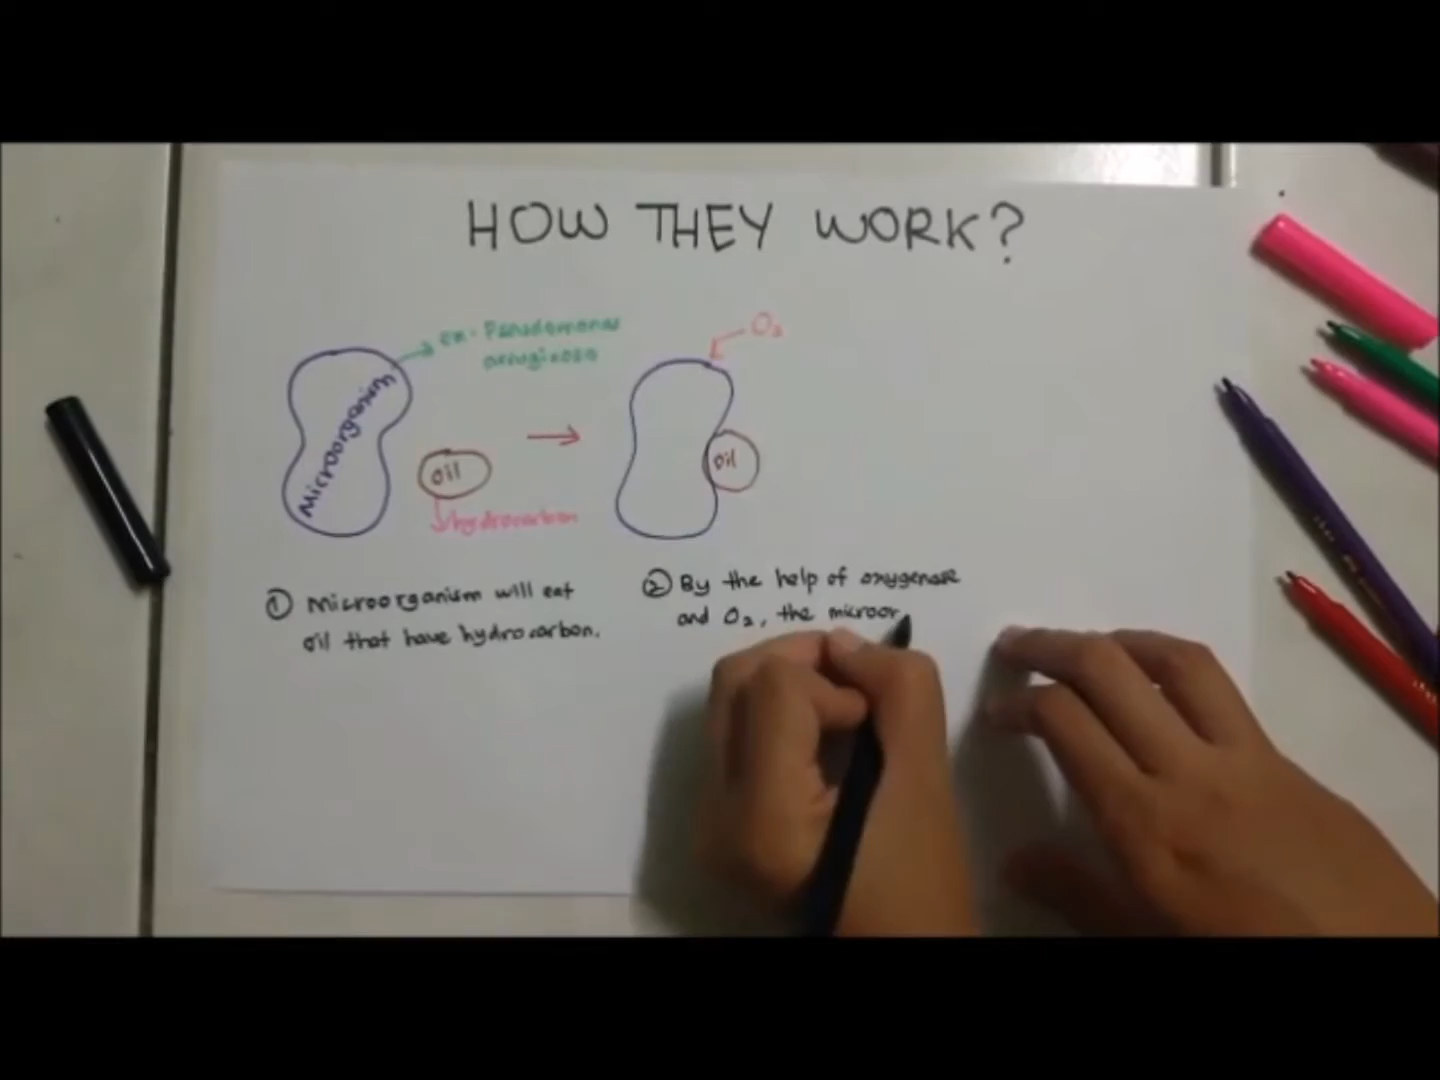 HOW THEY WORK?
ex- Pseudomonas
aeruginosa
O₂
Microorganism
oil
oil
hydrocarbon
① Microorganism will eat
oil that have hydrocarbon.
② By the help of oxygenase
and O₂, the microor